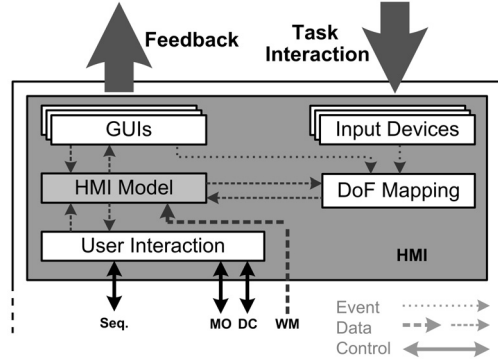 Feedback
Task
Interaction
GUIs
Input Devices
HMI Model
DoF Mapping
User Interaction
HMI
Seq.
MO
DC
WM
Event
Data
Control